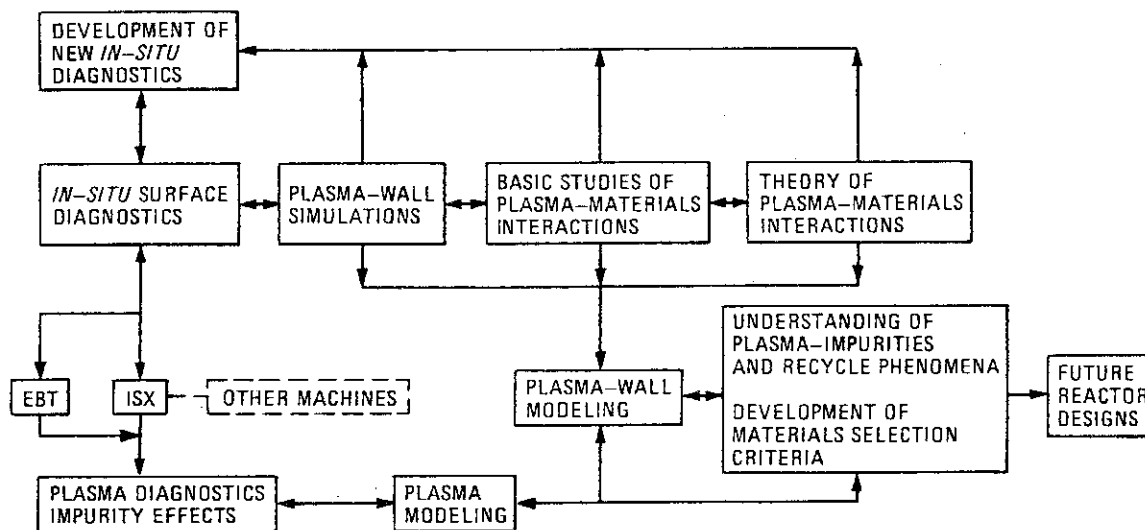 DEVELOPMENT OF
NEW IN-SITU
DIAGNOSTICS
IN-SITU SURFACE
DIAGNOSTICS
PLASMA-WALL
SIMULATIONS
BASIC STUDIES OF
PLASMA-MATERIALS
INTERACTIONS
THEORY OF
PLASMA-MATERIALS
INTERACTIONS
EBT
ISX
OTHER MACHINES
PLASMA-WALL
MODELING
UNDERSTANDING OF
PLASMA-IMPURITIES
AND RECYCLE PHENOMENA
DEVELOPMENT OF
MATERIALS SELECTION
CRITERIA
FUTURE
REACTOR
DESIGNS
PLASMA DIAGNOSTICS
IMPURITY EFFECTS
PLASMA
MODELING